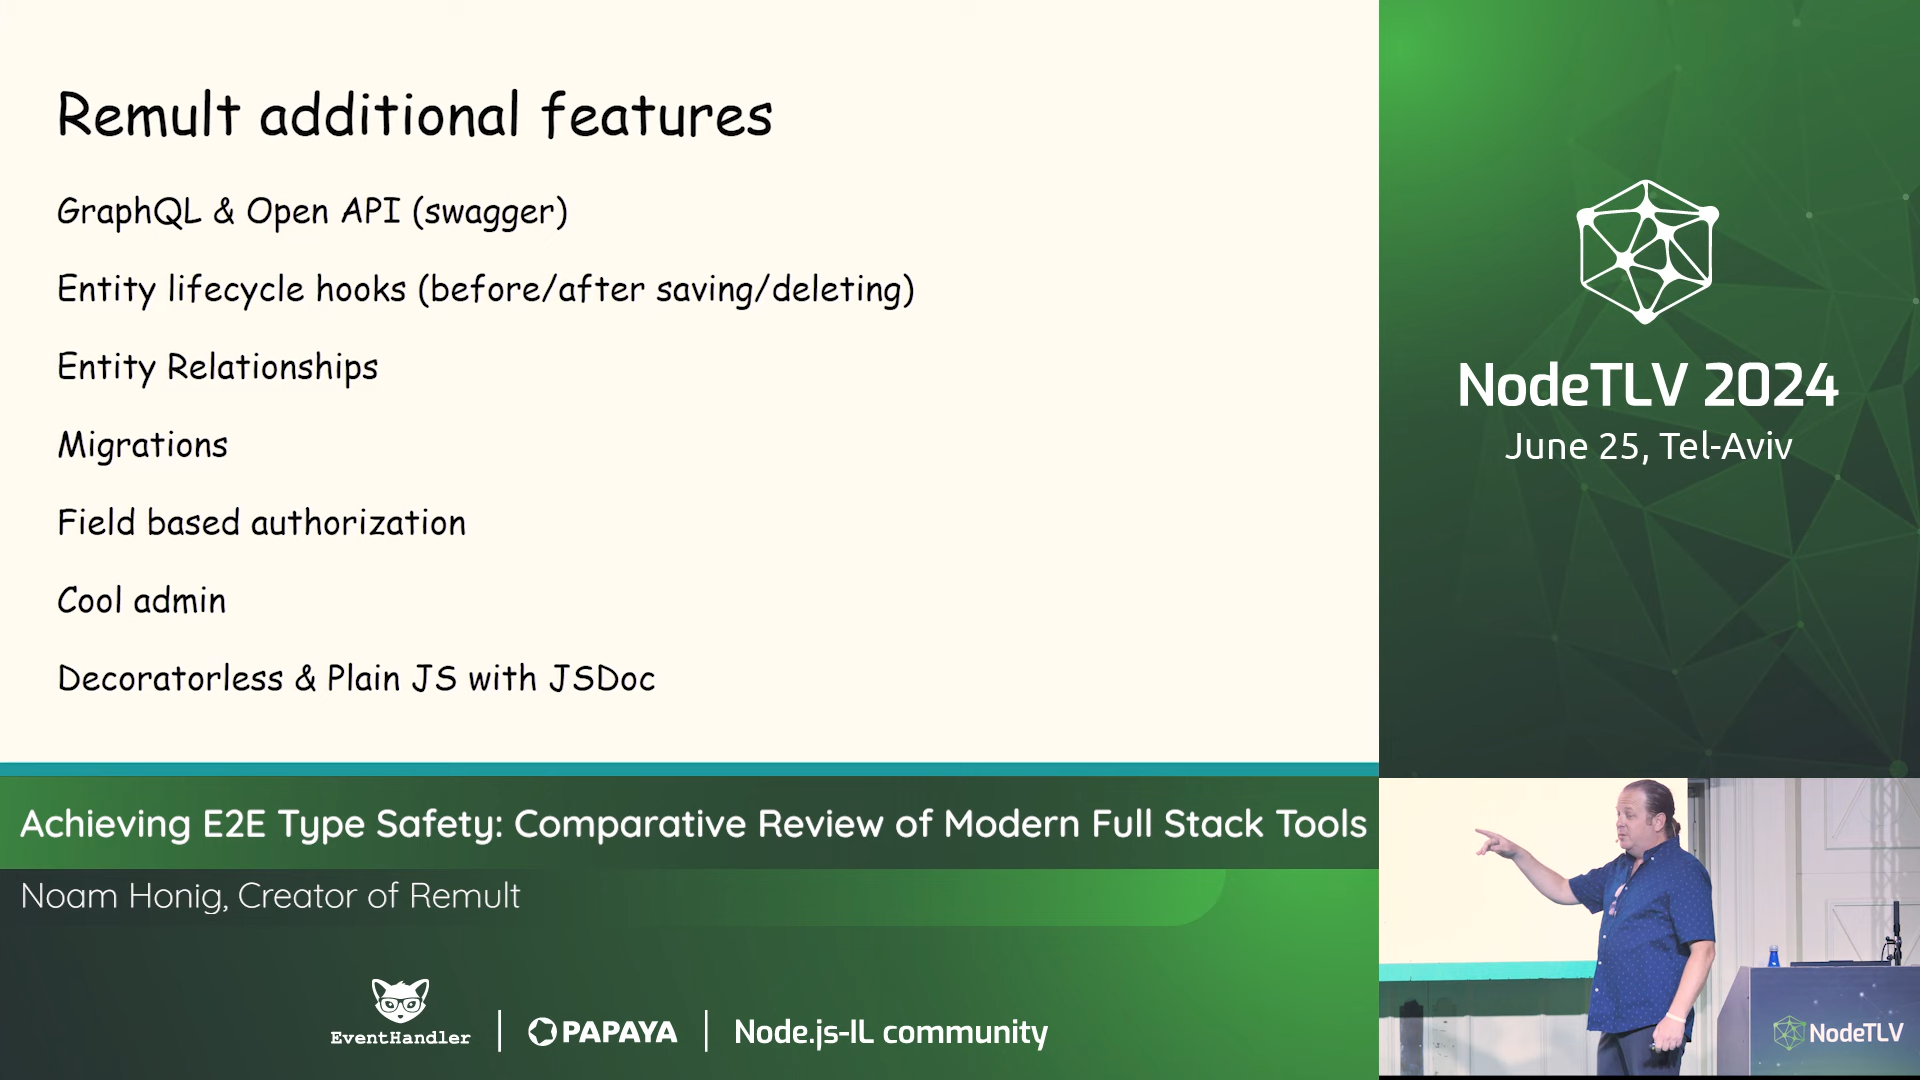 Remult additional features
GraphQL & Open API (swagger)
Entity lifecycle hooks (before/after saving/deleting)
Entity Relationships
Migrations
Field based authorization
Cool admin
Decoratorless & Plain JS with JSDoc
Achieving E2E Type Safety: Comparative Review of Modern Full Stack Tools
Noam Honig, Creator of Remult
EventHandler
PAPAYA
Node.js-IL community
NodeTLV 2024
June 25, Tel-Aviv
NodeTLV